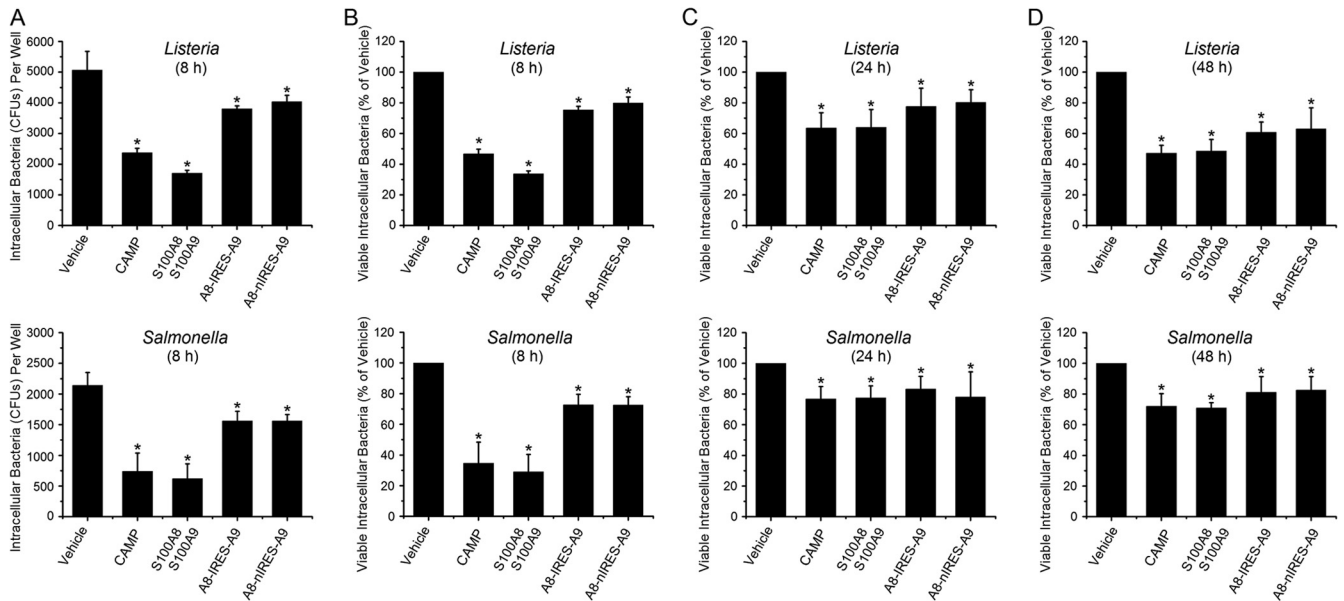 A
Intracellular Bacteria (CFUs) Per Well
6000
5000
4000
3000
2000
1000
0
Listeria
(8 h)
*
*
*
*
Vehicle
CAMP
S100A8
S100A9
A8-IRES-A9
A8-nIRES-A9
B
Viable Intracellular Bacteria (% of Vehicle)
120
100
80
60
40
20
0
Listeria
(8 h)
*
*
*
*
Vehicle
CAMP
S100A8
S100A9
A8-IRES-A9
A8-nIRES-A9
C
Viable Intracellular Bacteria (% of Vehicle)
120
100
80
60
40
20
0
Listeria
(24 h)
*
*
*
*
Vehicle
CAMP
S100A8
S100A9
A8-IRES-A9
A8-nIRES-A9
D
Viable Intracellular Bacteria (% of Vehicle)
120
100
80
60
40
20
0
Listeria
(48 h)
*
*
*
*
Vehicle
CAMP
S100A8
S100A9
A8-IRES-A9
A8-nIRES-A9
Intracellular Bacteria (CFUs) Per Well
3000
2500
2000
1500
1000
500
0
Salmonella
(8 h)
*
*
*
*
Vehicle
CAMP
S100A8
S100A9
A8-IRES-A9
A8-nIRES-A9
Viable Intracellular Bacteria (% of Vehicle)
120
100
80
60
40
20
0
Salmonella
(8 h)
*
*
*
*
Vehicle
CAMP
S100A8
S100A9
A8-IRES-A9
A8-nIRES-A9
Viable Intracellular Bacteria (% of Vehicle)
120
100
80
60
40
20
0
Salmonella
(24 h)
*
*
*
*
Vehicle
CAMP
S100A8
S100A9
A8-IRES-A9
A8-nIRES-A9
Viable Intracellular Bacteria (% of Vehicle)
120
100
80
60
40
20
0
Salmonella
(48 h)
*
*
*
*
Vehicle
CAMP
S100A8
S100A9
A8-IRES-A9
A8-nIRES-A9